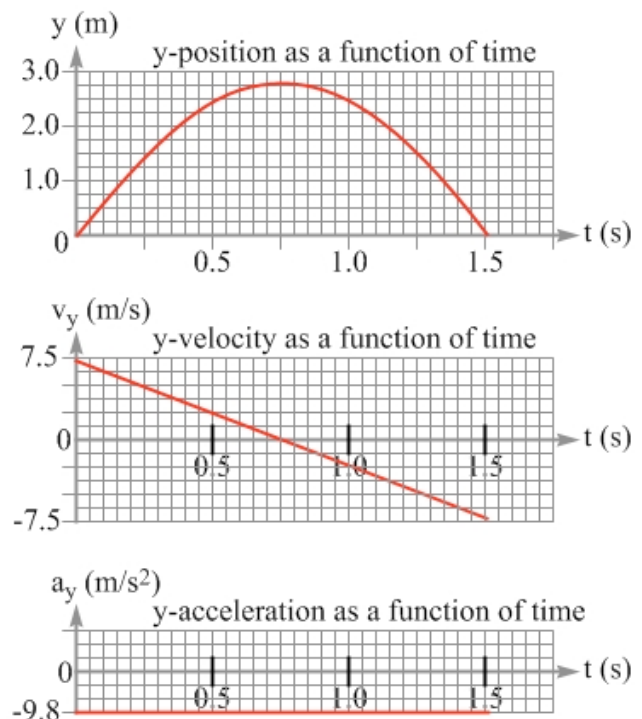 y (m)
y-position as a function of time
3.0
2.0
1.0
0
t (s)
0.5 1.0 1.5
v_y (m/s)
y-velocity as a function of time
7.5
0
t (s)
0.5 1.0 1.5
-7.5
a_y (m/s²)
y-acceleration as a function of time
0
t (s)
0.5 1.0 1.5
-9.8